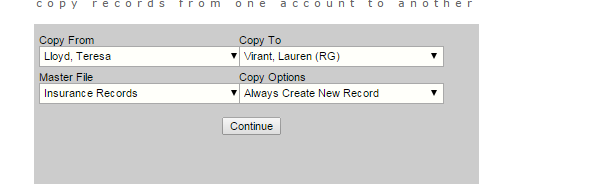 copy records from one account to another
Copy From Copy To
Lloyd, Teresa Virant, Lauren (RG)
Master File Copy Options
Insurance Records Always Create New Record
Continue